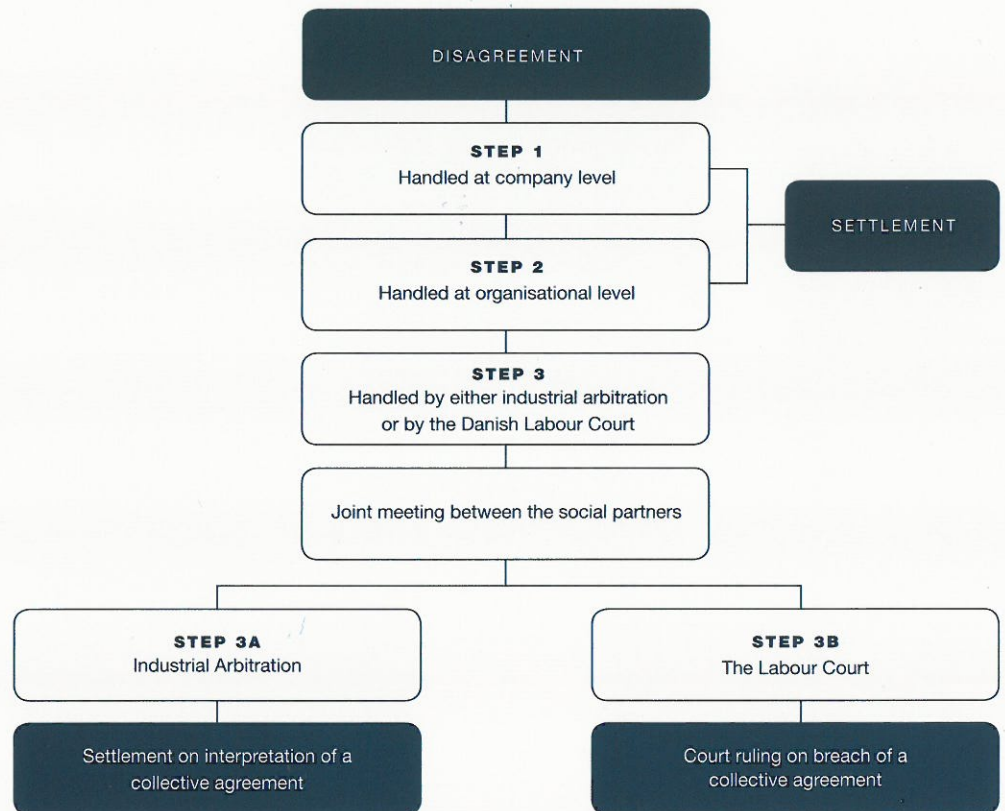 DISAGREEMENT
STEP 1
Handled at company level
SETTLEMENT
STEP 2
Handled at organisational level
STEP 3
Handled by either industrial arbitration
or by the Danish Labour Court
Joint meeting between the social partners
STEP 3A
Industrial Arbitration
STEP 3B
The Labour Court
Settlement on interpretation of a
collective agreement
Court ruling on breach of a
collective agreement